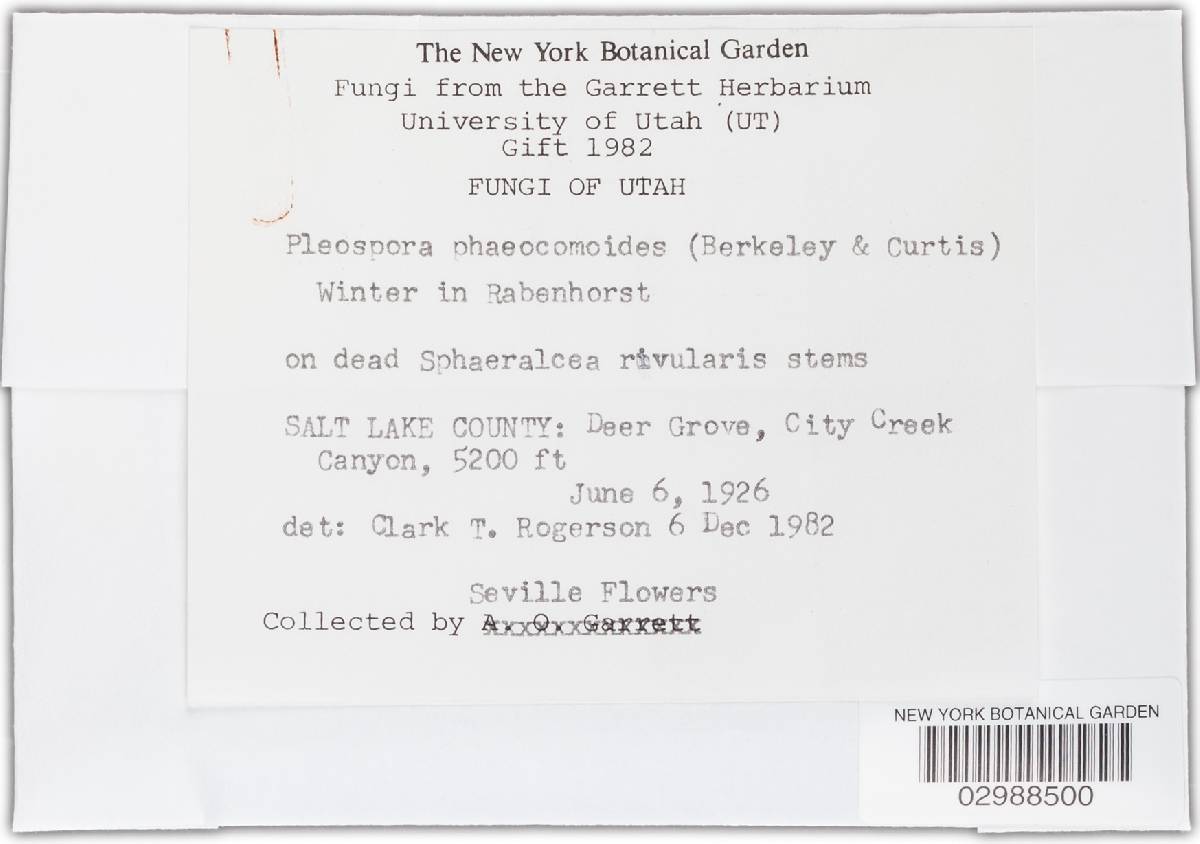 The New York Botanical Garden
Fungi from the Garrett Herbarium
University of Utah (UT)
Gift 1982
FUNGI OF UTAH
Pleospora phaeocomoides (Berkeley & Curtis)
Winter in Rabenhorst
on dead Sphaeralcea rivularis stems
SALT LAKE COUNTY: Deer Grove, City Creek
Canyon, 5200 ft
June 6, 1926
det: Clark T. Rogerson 6 Dec 1982
Seville Flowers
Collected by A. O. Garrett
NEW YORK BOTANICAL GARDEN
02988500